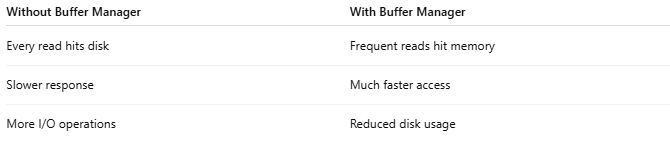 Without Buffer Manager With Buffer Manager
Every read hits disk Frequent reads hit memory
Slower response Much faster access
More I/O operations Reduced disk usage